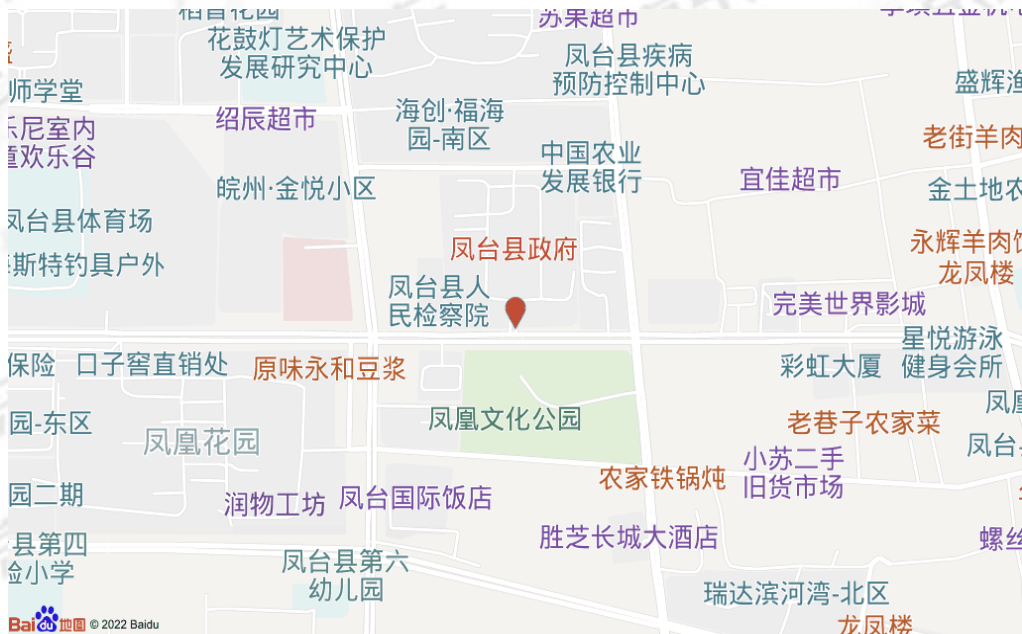 柏香花园
苏果超市
花鼓灯艺术保护
发展研究中心
凤台县疾病
预防控制中心
师学堂
盛辉渔
绍辰超市
海创·福海
园-南区
乐尼室内
童欢乐谷
老街羊肉
中国农业
发展银行
宜佳超市
皖州·金悦小区
金土地农
凤台县体育场
凤台县政府
永辉羊肉馆
龙凤楼
斯特钓具户外
凤台县人
民检察院
完美世界影城
星悦游泳
健身会所
保险
口子窖直销处
原味永和豆浆
彩虹大厦
凤凰
园-东区
凤凰花园
凤凰文化公园
老巷子农家菜
凤台
小苏二手
旧货市场
农家铁锅炖
园二期
润物工坊
凤台国际饭店
胜芝长城大酒店
螺丝
县第四
验小学
凤台县第六
幼儿园
瑞达滨河湾-北区
龙凤楼
Bai du 地图 © 2022 Baidu